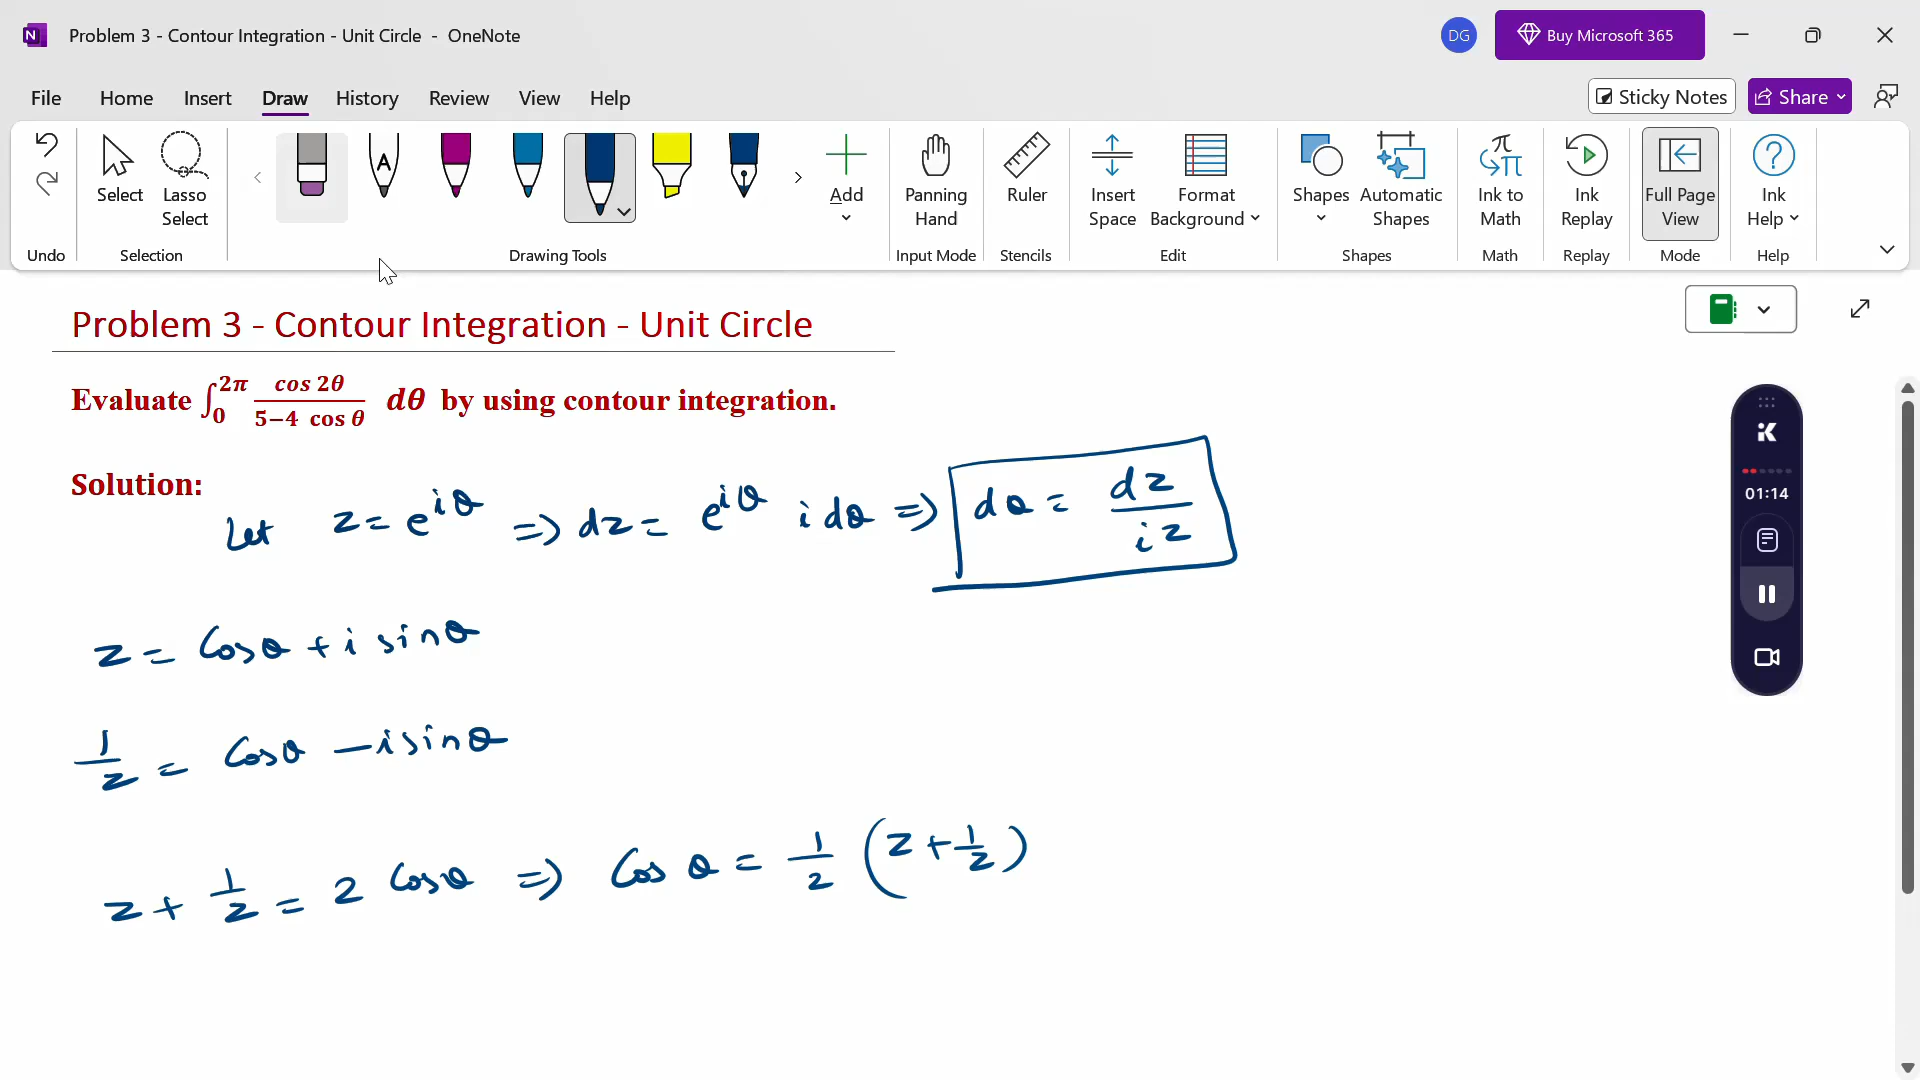 Problem 3 - Contour Integration - Unit Circle - OneNote
DG
Buy Microsoft 365
File Home Insert Draw History Review View Help
Sticky Notes Share
Select Lasso Select
A
Add
Panning Hand
Ruler
Insert Space
Format Background
Shapes
Automatic Shapes
Ink to Math
Ink Replay
Full Page View
Ink Help
Undo Selection Drawing Tools Input Mode Stencils Edit Shapes Math Replay Mode Help
Problem 3 - Contour Integration - Unit Circle
Evaluate ∫₀^2π cos 2θ / (5−4 cos θ) dθ by using contour integration.
01:14
Solution:
Let z = e^iθ ⇒ dz = e^iθ i dθ ⇒ dθ = dz / iz
z = Cosθ + i sinθ
1/z = Cosθ − i sinθ
z + 1/z = 2 Cosθ ⇒ Cos θ = 1/2 (z + 1/z)